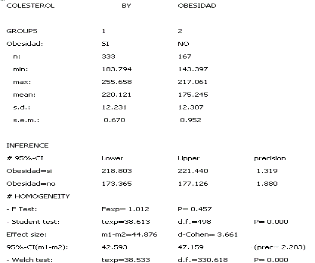 COLESTEROL BY OBESIDAD
GROUPS 1 2
Obesidad: SI NO
n: 333 167
min: 183.794 143.397
max: 255.658 217.061
mean: 220.121 175.245
s.d.: 12.231 12.307
s.e.m.: 0.670 0.952
INFERENCE
# 95%-CI Lower Upper precision
Obesidad=si 218.803 221.440 1.319
Obesidad=no 173.365 177.126 1.880
# HOMOGENEITY
- F Test: Fexp= 1.012 P= 0.457
- Student test: texp=38.613 d.f.=498 P= 0.000
Effect size: m1-m2=44.876 d-Cohen= 3.661
95%-CI(m1-m2): 42.593 47.159 (prec= 2.283)
- Welch test: texp=38.533 d.f.=330.618 P= 0.000